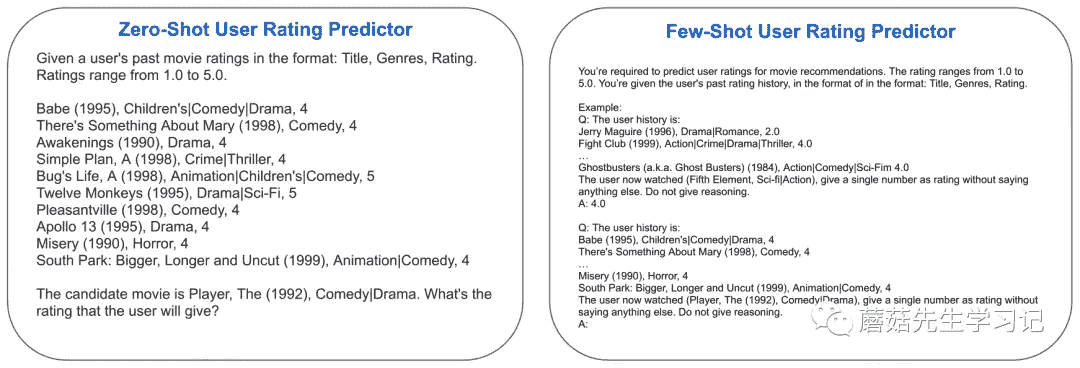 Zero-Shot User Rating Predictor
Given a user's past movie ratings in the format: Title, Genres, Rating.
Ratings range from 1.0 to 5.0.
Babe (1995), Children's|Comedy|Drama, 4
There's Something About Mary (1998), Comedy, 4
Awakenings (1990), Drama, 4
Simple Plan, A (1998), Crime|Thriller, 4
Bug's Life, A (1998), Animation|Children's|Comedy, 5
Twelve Monkeys (1995), Drama|Sci-Fi, 5
Pleasantville (1998), Comedy, 4
Apollo 13 (1995), Drama, 4
Misery (1990), Horror, 4
South Park: Bigger, Longer and Uncut (1999), Animation|Comedy, 4
The candidate movie is Player, The (1992), Comedy|Drama. What's the
rating that the user will give?
Few-Shot User Rating Predictor
You're required to predict user ratings for movie recommendations. The rating ranges from 1.0 to
5.0. You're given the user's past rating history, in the format of in the format: Title, Genres, Rating.
Example:
Q: The user history is:
Jerry Maguire (1996), Drama|Romance, 2.0
Fight Club (1999), Action|Crime|Drama|Thriller, 4.0
...
Ghostbusters (a.k.a. Ghost Busters) (1984), Action|Comedy|Sci-Fim 4.0
The user now watched (Fifth Element, Sci-fi|Action), give a single number as rating without saying
anything else. Do not give reasoning.
A: 4.0
Q: The user history is:
Babe (1995), Children's|Comedy|Drama, 4
There's Something About Mary (1998), Comedy, 4
...
Misery (1990), Horror, 4
South Park: Bigger, Longer and Uncut (1999), Animation|Comedy, 4
The user now watched (Player, The (1992), Comedy|Drama), give a single number as rating without
saying anything else. Do not give reasoning.
A:
蘑菇先生学习记